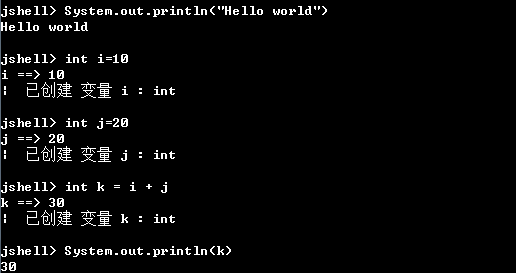 jshell> System.out.println("Hello world")
Hello world
jshell> int i=10
i ==> 10
¦  已创建 变量 i : int
jshell> int j=20
j ==> 20
¦  已创建 变量 j : int
jshell> int k = i + j
k ==> 30
¦  已创建 变量 k : int
jshell> System.out.println(k)
30